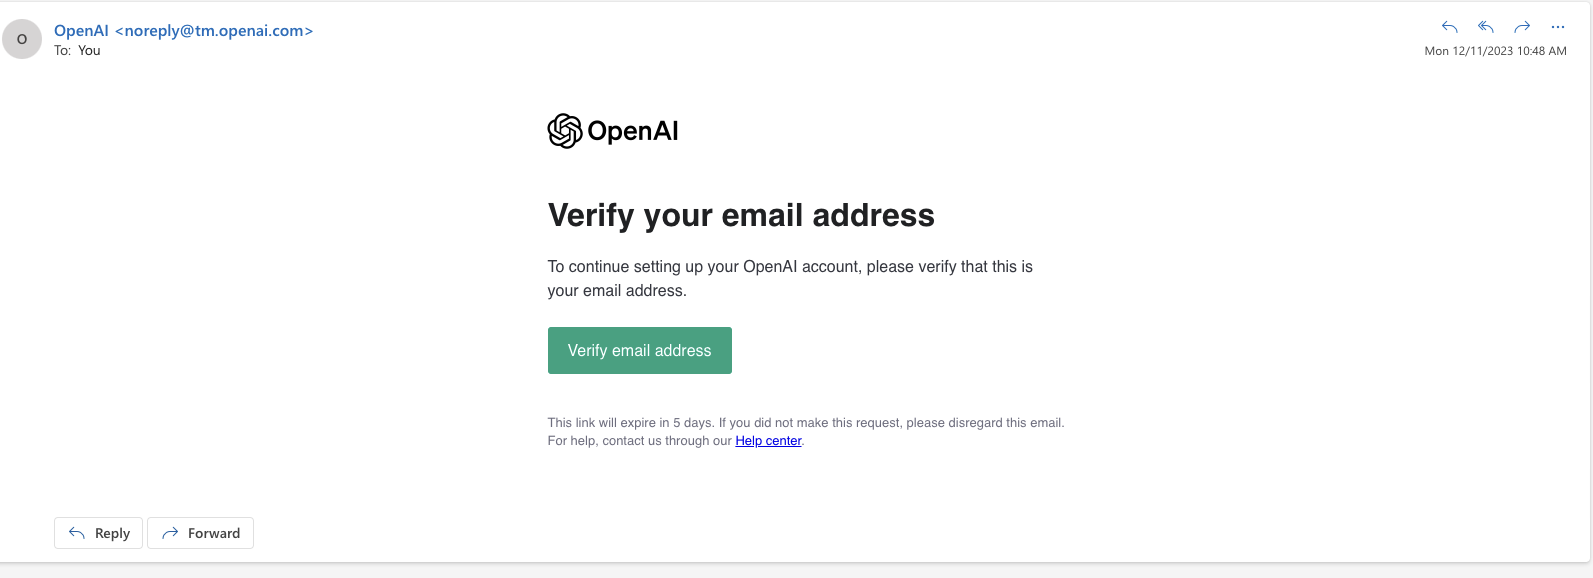 O
OpenAI <noreply@tm.openai.com>
To: You
Mon 12/11/2023 10:48 AM
OpenAI
Verify your email address
To continue setting up your OpenAI account, please verify that this is
your email address.
Verify email address
This link will expire in 5 days. If you did not make this request, please disregard this email.
For help, contact us through our Help center.
Reply
Forward